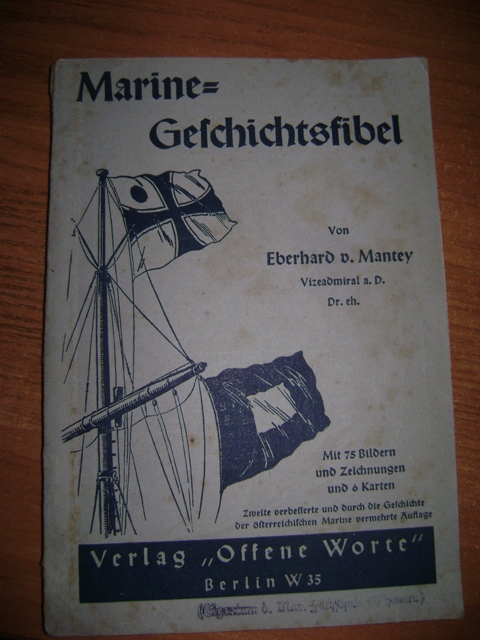 Marine=
Geſchichtsfibel
Von
Eberhard v. Mantey
Vizeadmiral a. D.
Dr. eh.
Mit 75 Bildern
und Zeichnungen
und 6 Karten
Zweite verbeſſerte und durch die Geſchichte
der öſterreichiſchen Marine vermehrte Auflage
Verlag „Offene Worte“
Berlin W 35
(Eigentum d.